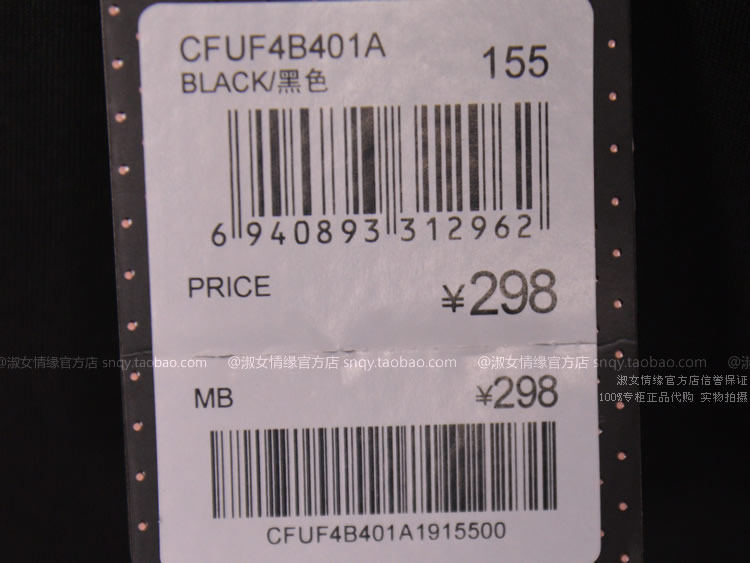 CFUF4B401A
155
BLACK/黑色
6 940893 312962
PRICE
¥298
@淑女情缘官方店 snqy.taobao.com @淑女情缘官方店 snqy.taobao.com @淑女情缘官方店 snqy.taobao.com @淑
淑女情缘官方店信誉保证
100%专柜正品代购 实物拍摄
MB
¥298
CFUF4B401A1915500